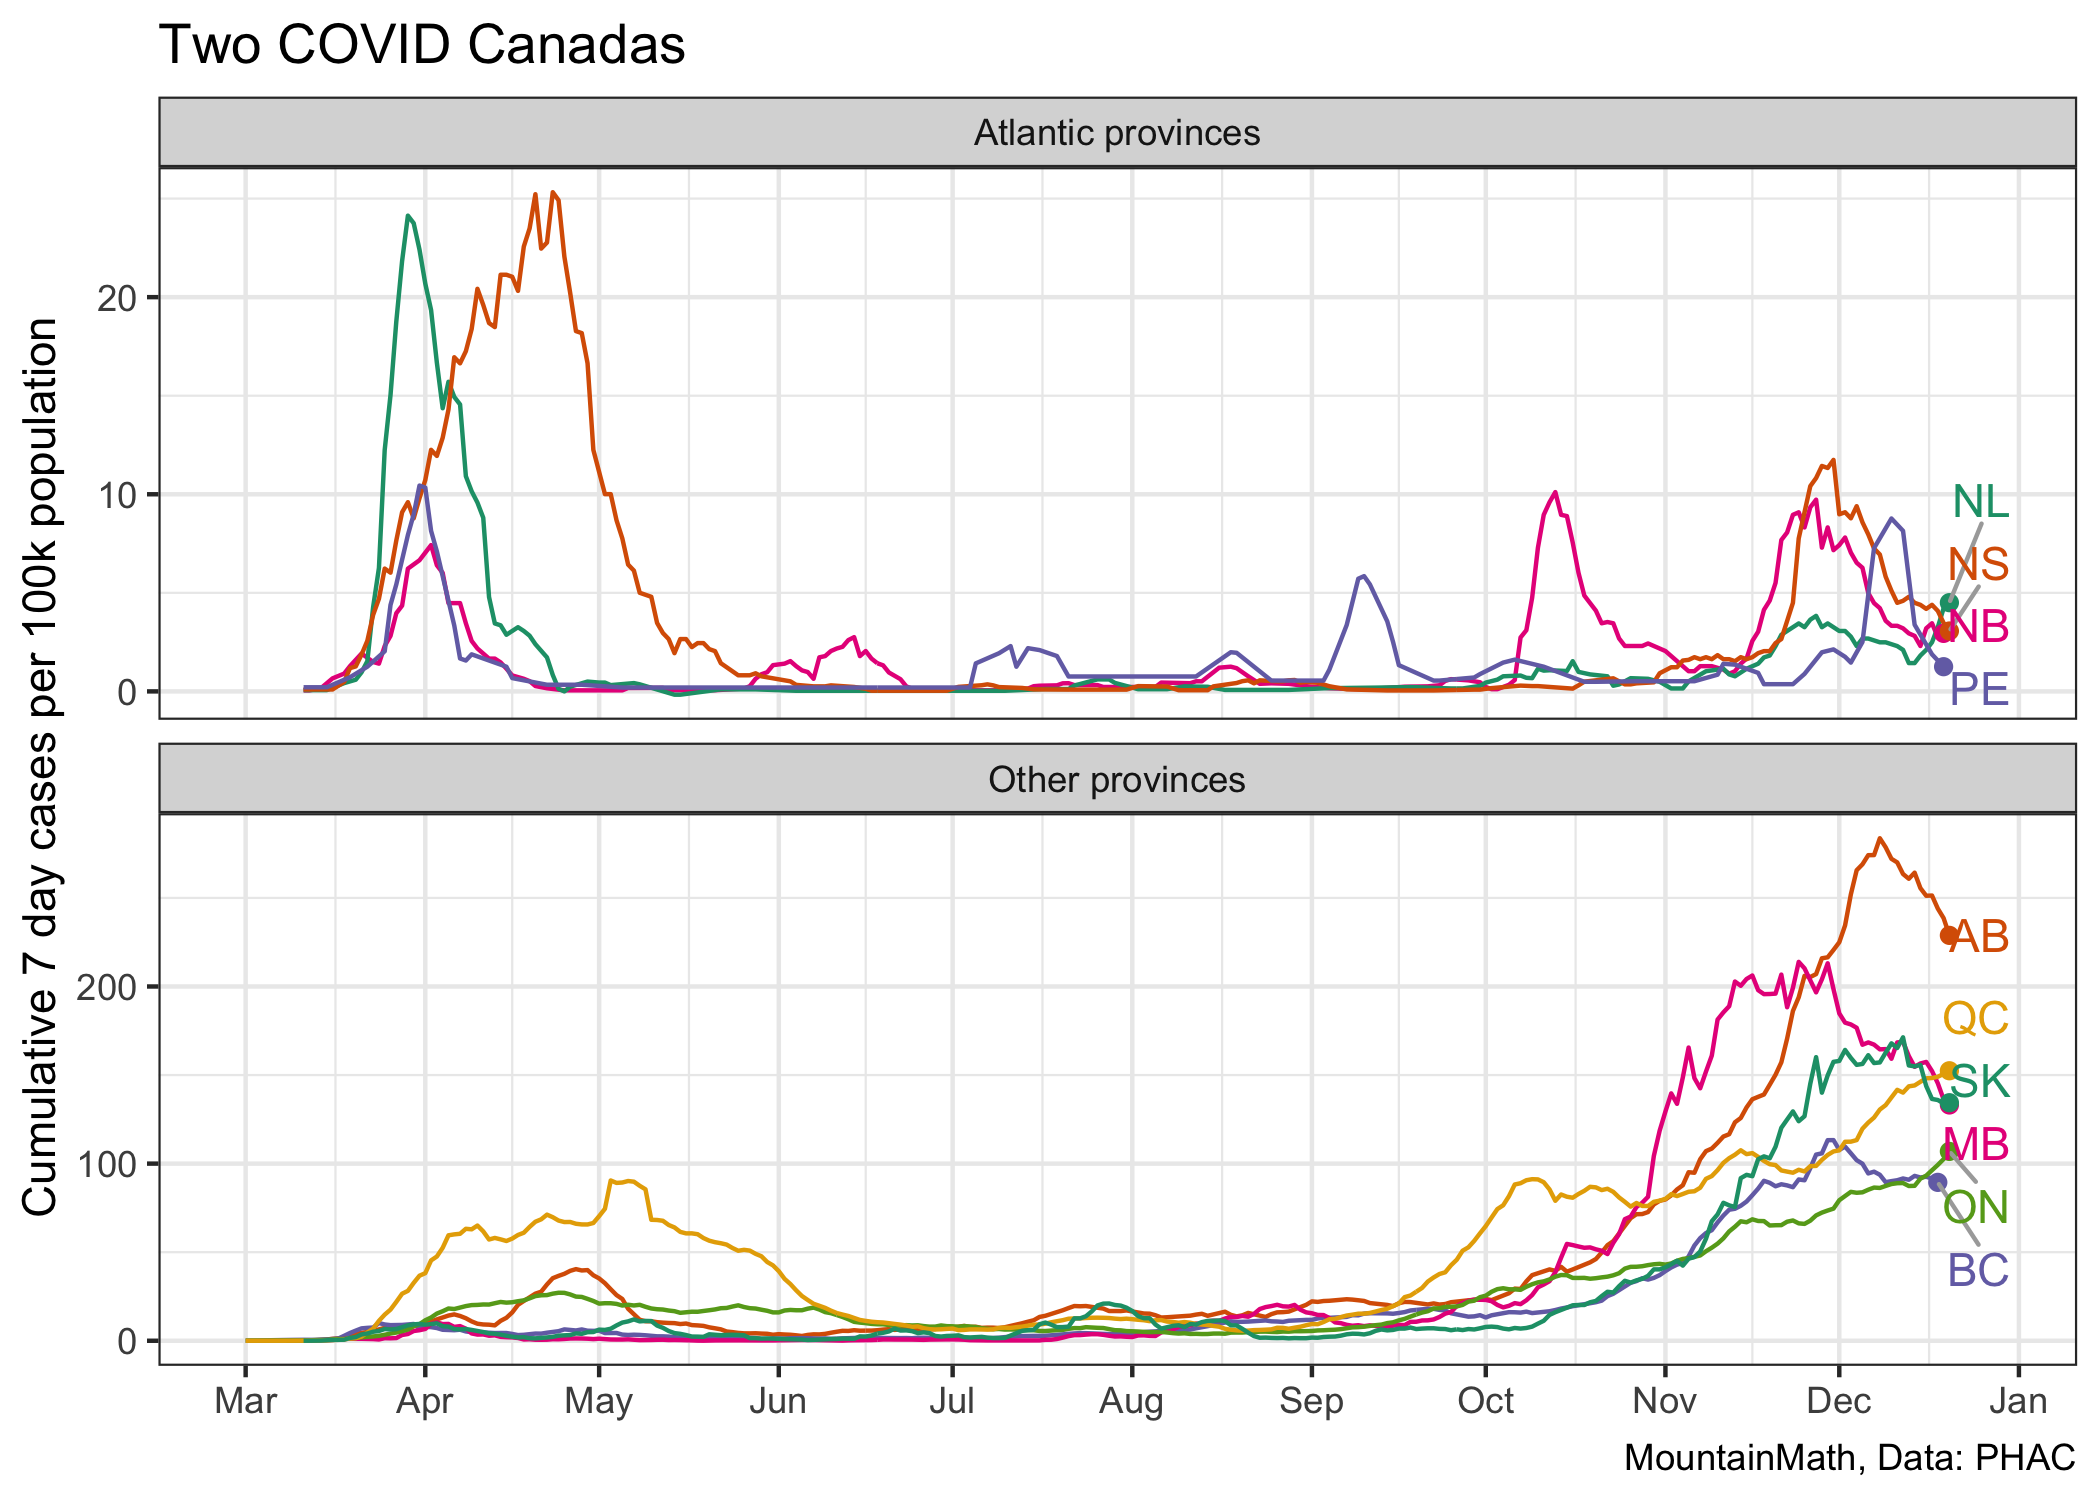 Two COVID Canadas
Atlantic provinces
20
10
0
NL
NS
NB
PE
Cumulative 7 day cases per 100k population
Other provinces
200
100
0
AB
QC
SK
MB
ON
BC
Mar Apr May Jun Jul Aug Sep Oct Nov Dec Jan
MountainMath, Data: PHAC